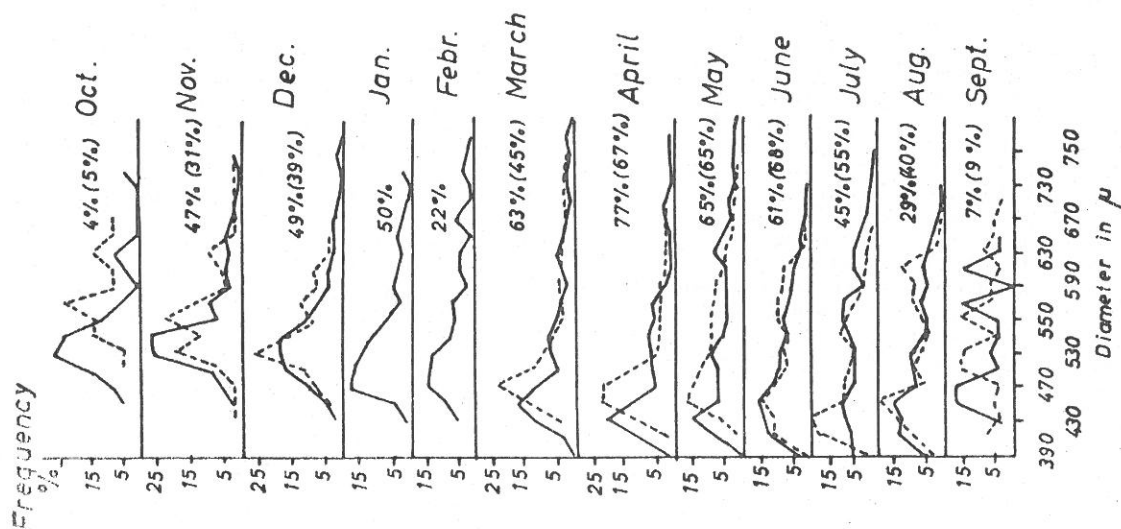 Frequency
%
15
5
4% (5%)
Oct.
25
15
5
47% (31%)
Nov.
25
15
5
49% (39%)
Dec.
15
5
50%
Jan.
15
5
22%
Febr.
25
15
5
63% (45%)
March
25
15
5
77% (67%)
April
15
5
65% (65%)
May
15
5
61% (68%)
June
15
5
45% (55%)
July
15
5
29% (40%)
Aug.
15
5
7% (9%)
Sept.
390 430 470 530 550 590 630 670 730 750
Diameter in µ